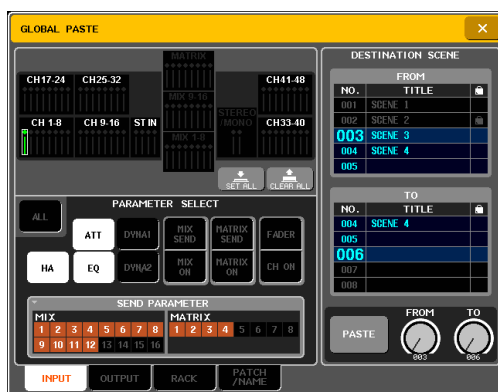 GLOBAL PASTE
MATRIX
CH17-24 CH25-32 CH41-48
MIX 9-16
STEREO
MONO
CH 1-8 CH 9-16 ST IN CH33-40
MIX 1-8
SET ALL CLEAR ALL
PARAMETER SELECT
ALL
ATT DYNA1 MIX SEND MATRIX SEND FADER
HA EQ DYNA2 MIX ON MATRIX ON CH ON
SEND PARAMETER
MIX MATRIX
1 2 3 4 5 6 7 8 1 2 3 4 5 6 7 8
9 10 11 12 13 14 15 16
DESTINATION SCENE
FROM
NO. TITLE
001 SCENE 1
002 SCENE 2
003 SCENE 3
004 SCENE 4
005
TO
NO. TITLE
004 SCENE 4
005
006
007
008
PASTE FROM TO
003 006
INPUT OUTPUT RACK PATCH /NAME